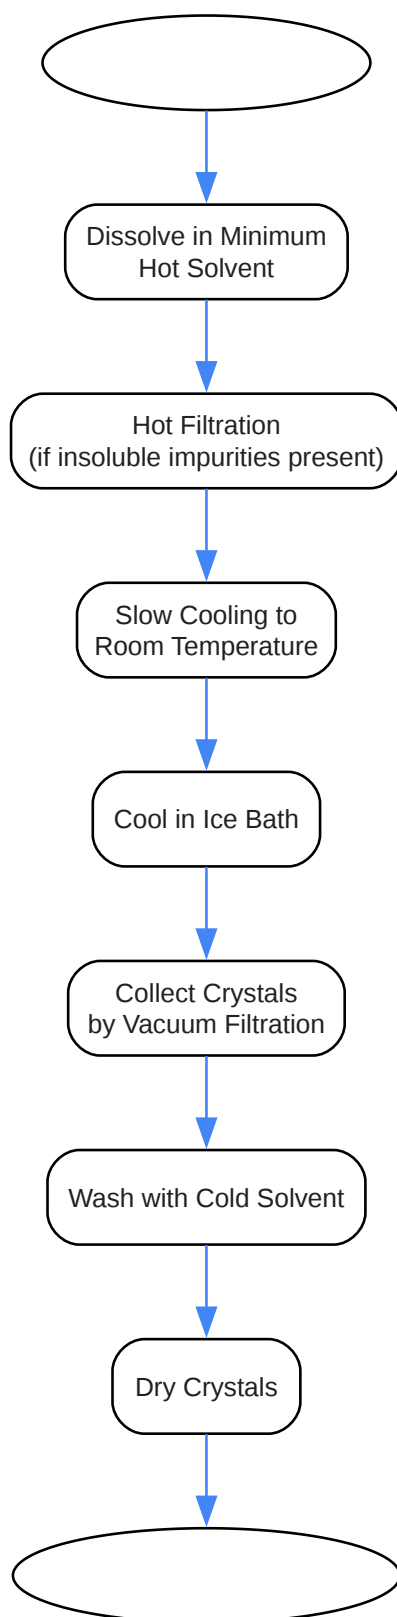 Dissolve in Minimum
Hot Solvent
Hot Filtration
(if insoluble impurities present)
Slow Cooling to
Room Temperature
Cool in Ice Bath
Collect Crystals
by Vacuum Filtration
Wash with Cold Solvent
Dry Crystals